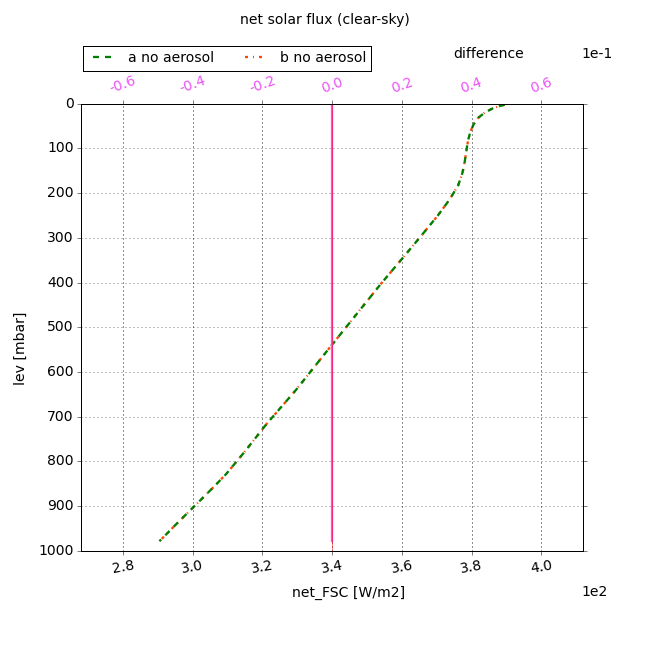 net solar flux (clear-sky)
a no aerosol b no aerosol difference 1e-1
-0.6 -0.4 -0.2 0.0 0.2 0.4 0.6
0
100
200
300
400
500
600
700
800
900
1000
lev [mbar]
2.8 3.0 3.2 3.4 3.6 3.8 4.0
net_FSC [W/m2] 1e2